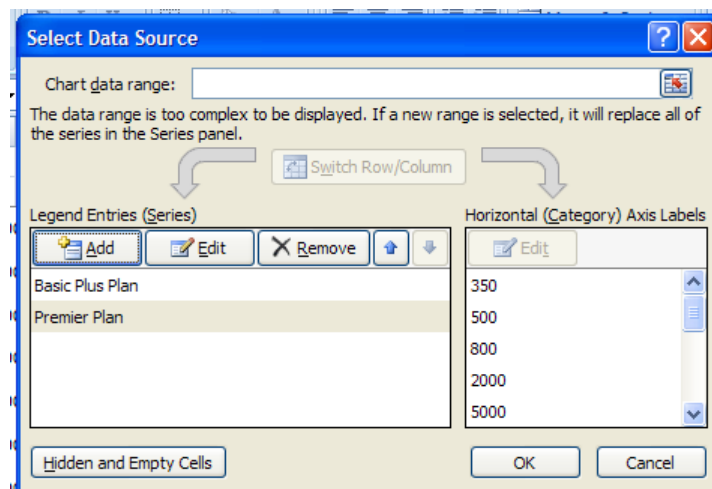 Select Data Source
?
X
Chart data range:
The data range is too complex to be displayed. If a new range is selected, it will replace all of
the series in the Series panel.
Switch Row/Column
Legend Entries (Series)
Horizontal (Category) Axis Labels
Add Edit Remove
Edit
Basic Plus Plan
Premier Plan
350
500
800
2000
5000
Hidden and Empty Cells
OK
Cancel